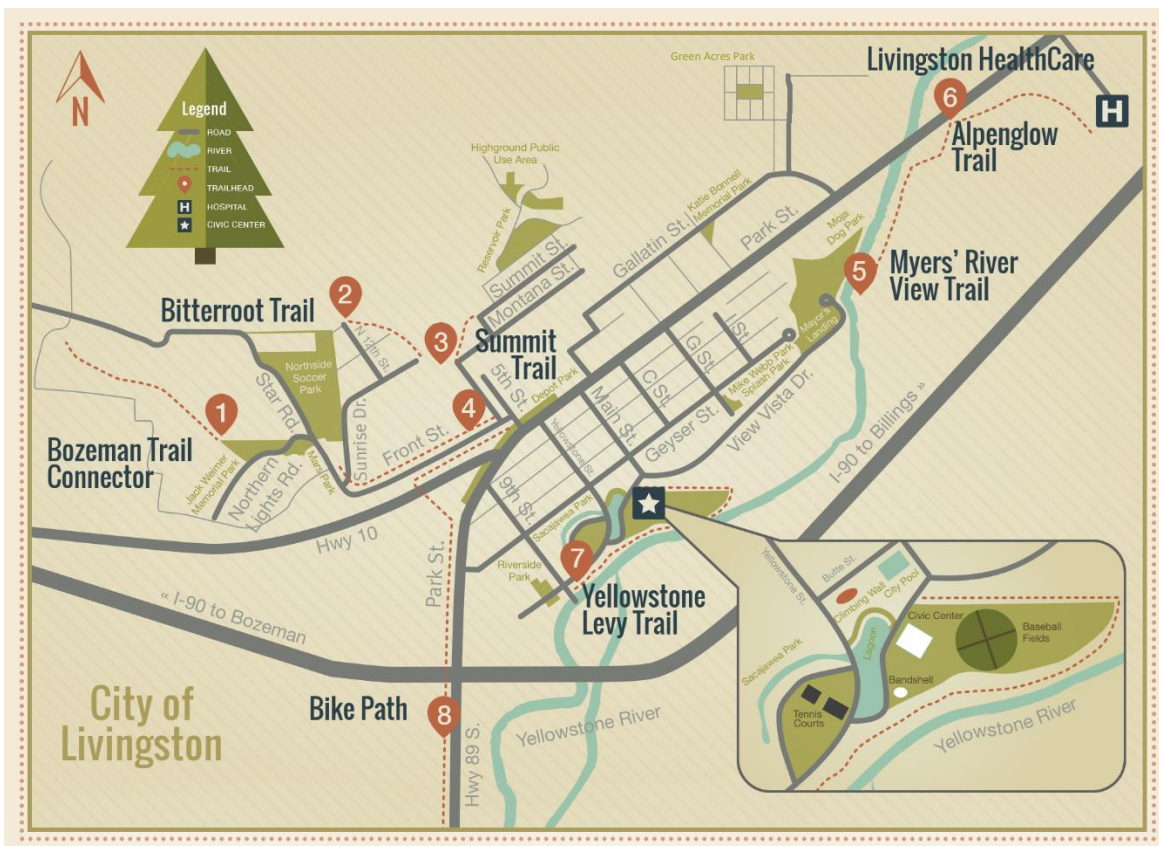 N
Legend
ROAD
RIVER
TRAIL
TRAILHEAD
HOSPITAL
CIVIC CENTER
H
H
Green Acres Park
Livingston HealthCare
6
Alpenglow
Trail
Highground Public
Use Area
Reservoir Park
Summit St.
Montana St.
Gallatin St.
Katie Bonnell
Memorial Park
Park St.
Moja
Dog Park
5
Myers' River
View Trail
Mayor's
Landing
Bitterroot Trail
2
N 12th St.
3
Summit
Trail
5th St.
Depot Park
4
Northside
Soccer
Park
Star Rd.
Sunrise Dr.
Front St.
1
Bozeman Trail
Connector
Jack Weimer
Memorial Park
Northern
Lights Rd.
Mars Park
Hwy 10
I St.
G St.
C St.
Main St.
Yellowstone St.
9th St.
Geyser St.
Mike Webb Park
Splash Park
View Vista Dr.
I-90 to Billings »
Sacajawea Park
Riverside
Park
7
Yellowstone
Levy Trail
Park St.
« I-90 to Bozeman
Bike Path
8
Hwy 89 S.
Yellowstone River
City of
Livingston
Yellowstone St.
Butte St.
Climbing Wall
City Pool
Civic Center
Baseball
Fields
Lagoon
Bandshell
Sacajawea Park
Tennis
Courts
Yellowstone River